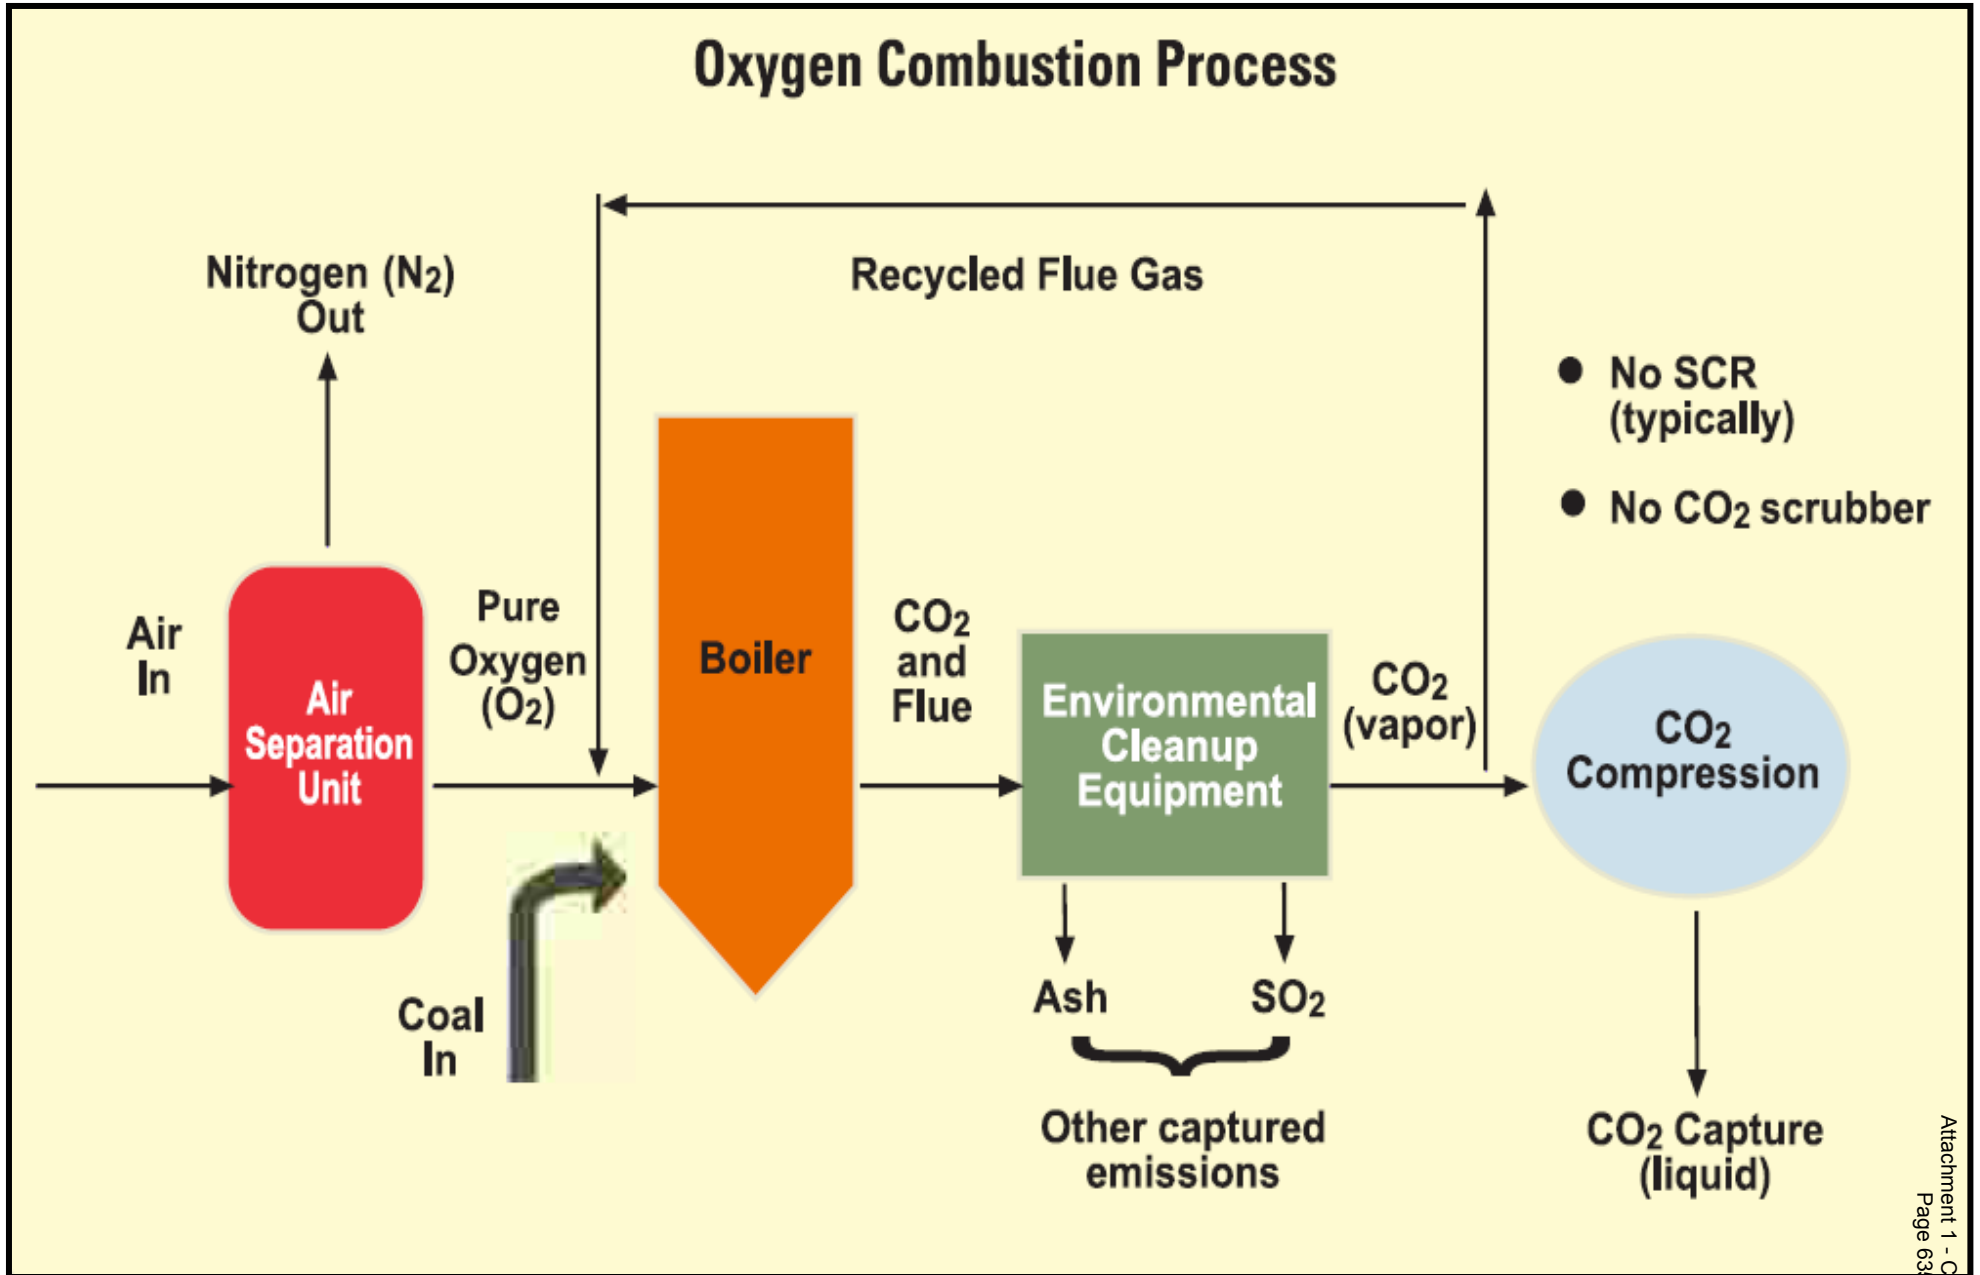 Oxygen Combustion Process
Nitrogen (N2)
Out
Recycled Flue Gas
● No SCR
(typically)
● No CO2 scrubber
Air
In
Air
Separation
Unit
Pure
Oxygen
(O2)
Coal
In
Boiler
CO2
and
Flue
Environmental
Cleanup
Equipment
CO2
(vapor)
CO2
Compression
Ash
SO2
Other captured
emissions
CO2 Capture
(liquid)
Attachment 1 - C
Page 63